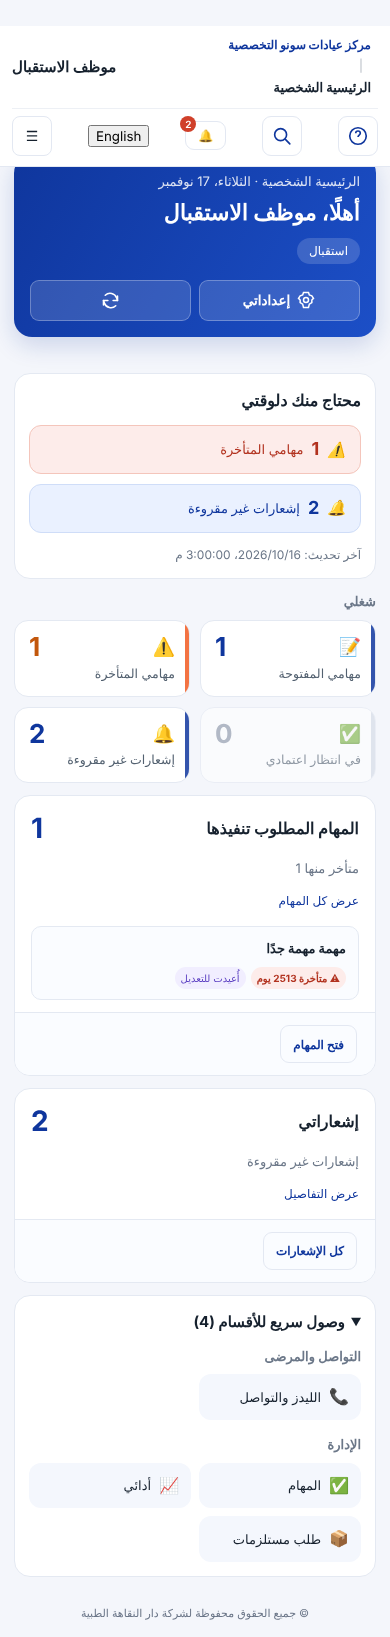 مركز عيادات سونو التخصصية
|
الرئيسية الشخصية
موظف الاستقبال
English
2
الرئيسية الشخصية · الثلاثاء، 17 نوفمبر
أهلًا، موظف الاستقبال
استقبال
إعداداتي
محتاج منك دلوقتي
1 مهامي المتأخرة
2 إشعارات غير مقروءة
آخر تحديث: 2026/10/16، 3:00:00 م
شغلي
1
مهامي المفتوحة
1
مهامي المتأخرة
0
في انتظار اعتمادي
2
إشعارات غير مقروءة
المهام المطلوب تنفيذها
1
متأخر منها 1
عرض كل المهام
مهمة مهمة جدًا
متأخرة 2513 يوم
أُعيدت للتعديل
فتح المهام
إشعاراتي
2
إشعارات غير مقروءة
عرض التفاصيل
كل الإشعارات
وصول سريع للأقسام (4)
التواصل والمرضى
الليدز والتواصل
الإدارة
المهام
أدائي
طلب مستلزمات
© جميع الحقوق محفوظة لشركة دار النقاهة الطبية